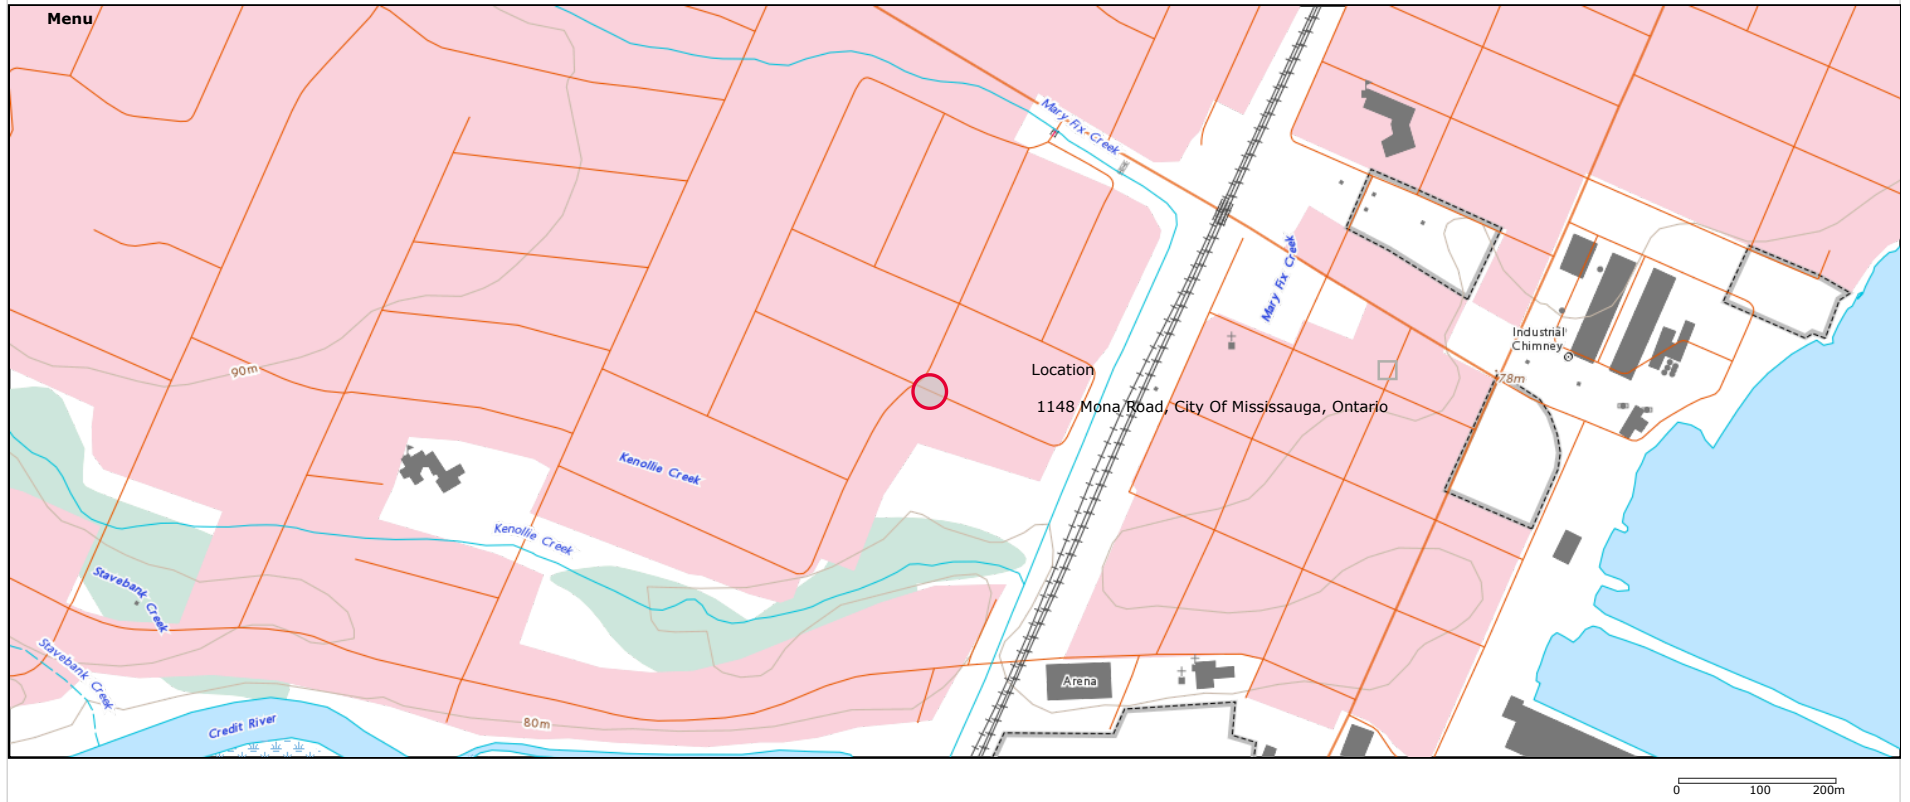 Menu
Mary Fix Creek
Mary Fix Creek
Industrial
Chimney
90m
Location
78m
1148 Mona Road, City Of Mississauga, Ontario
Kenollie Creek
Kenollie Creek
Stavebank Creek
Stavebank Creek
Arena
Credit River
80m
0 100 200m